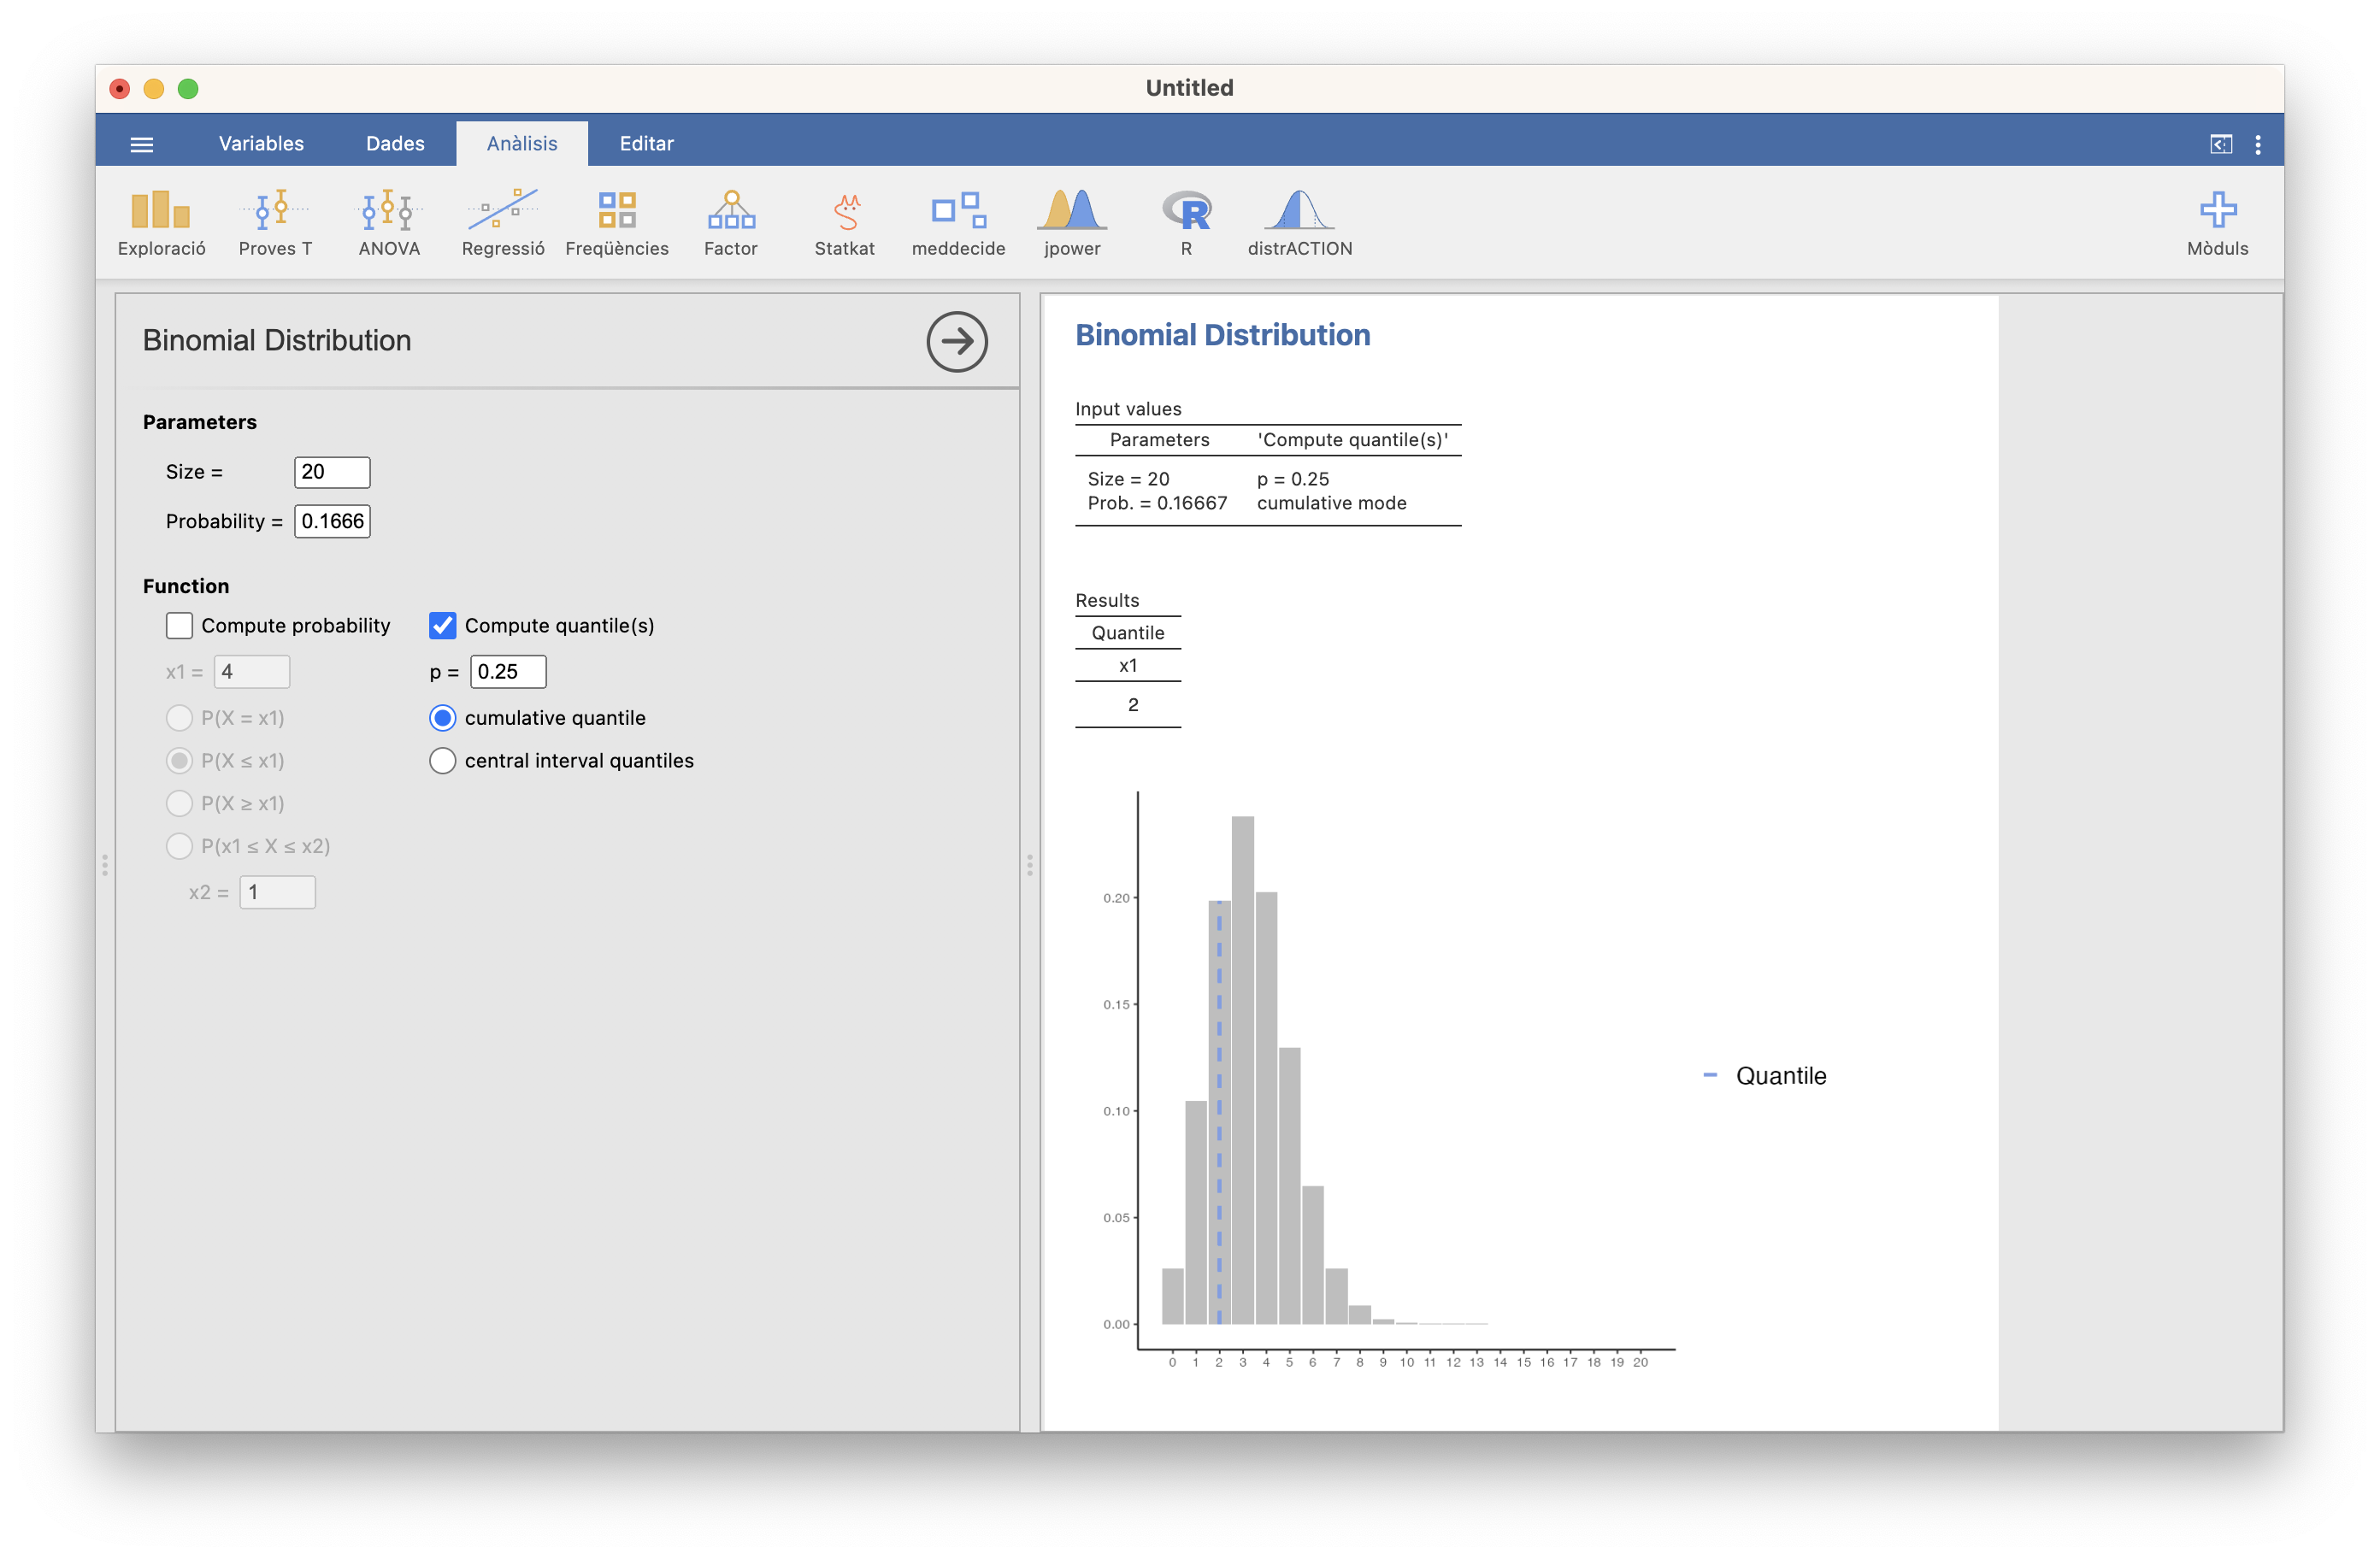 Untitled
Variables Dades Anàlisis Editar
Exploració Proves T ANOVA Regressió Freqüències Factor Statkat meddecide jpower R distrACTION Mòduls
Binomial Distribution
Parameters
Size = 20
Probability = 0.1666
Function
Compute probability Compute quantile(s)
x1 = 4 p = 0.25
P(X = x1) cumulative quantile
P(X ≤ x1) central interval quantiles
P(X ≥ x1)
P(x1 ≤ X ≤ x2)
x2 = 1
Binomial Distribution
Input values
Parameters 'Compute quantile(s)'
Size = 20 p = 0.25
Prob. = 0.16667 cumulative mode
Results
Quantile
x1
2
0.20
0.15
0.10
0.05
0.00
0 1 2 3 4 5 6 7 8 9 10 11 12 13 14 15 16 17 18 19 20
Quantile